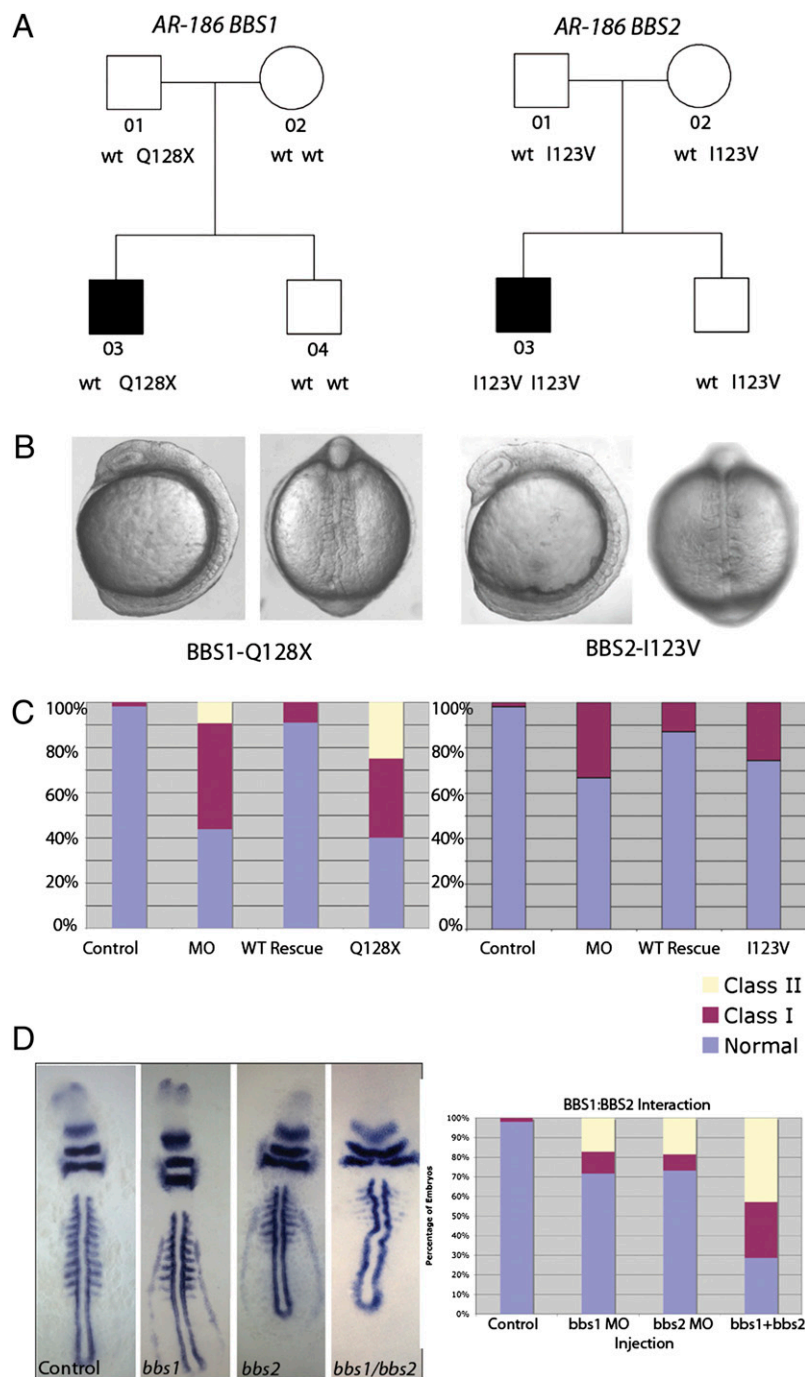 A
AR-186 BBS1
AR-186 BBS2
01
02
wt Q128X
wt wt
01
02
wt I123V
wt I123V
03
04
wt Q128X
wt wt
03
I123V I123V
wt I123V
B
BBS1-Q128X
BBS2-I123V
C
100%
80%
60%
40%
20%
0%
Control
MO
WT Rescue
Q128X
100%
80%
60%
40%
20%
0%
Control
MO
WT Rescue
I123V
Class II
Class I
Normal
D
Control
bbs1
bbs2
bbs1/bbs2
BBS1:BBS2 Interaction
Percentage of Embryos
100%
90%
80%
70%
60%
50%
40%
30%
20%
10%
0%
Control
bbs1 MO
bbs2 MO
bbs1+bbs2
Injection